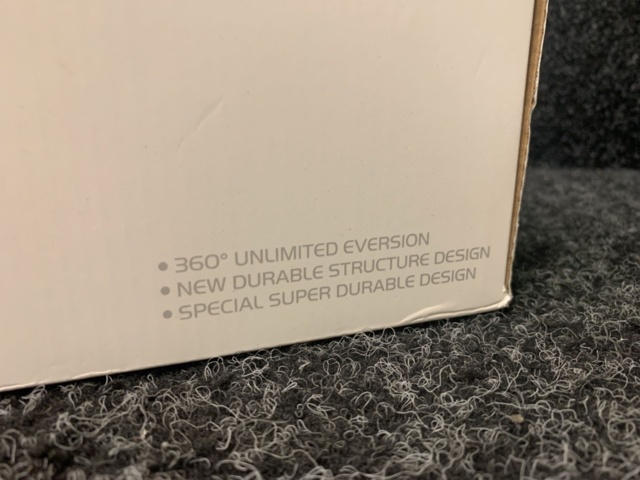 • 360° UNLIMITED EVERSION
• NEW DURABLE STRUCTURE DESIGN
• SPECIAL SUPER DURABLE DESIGN